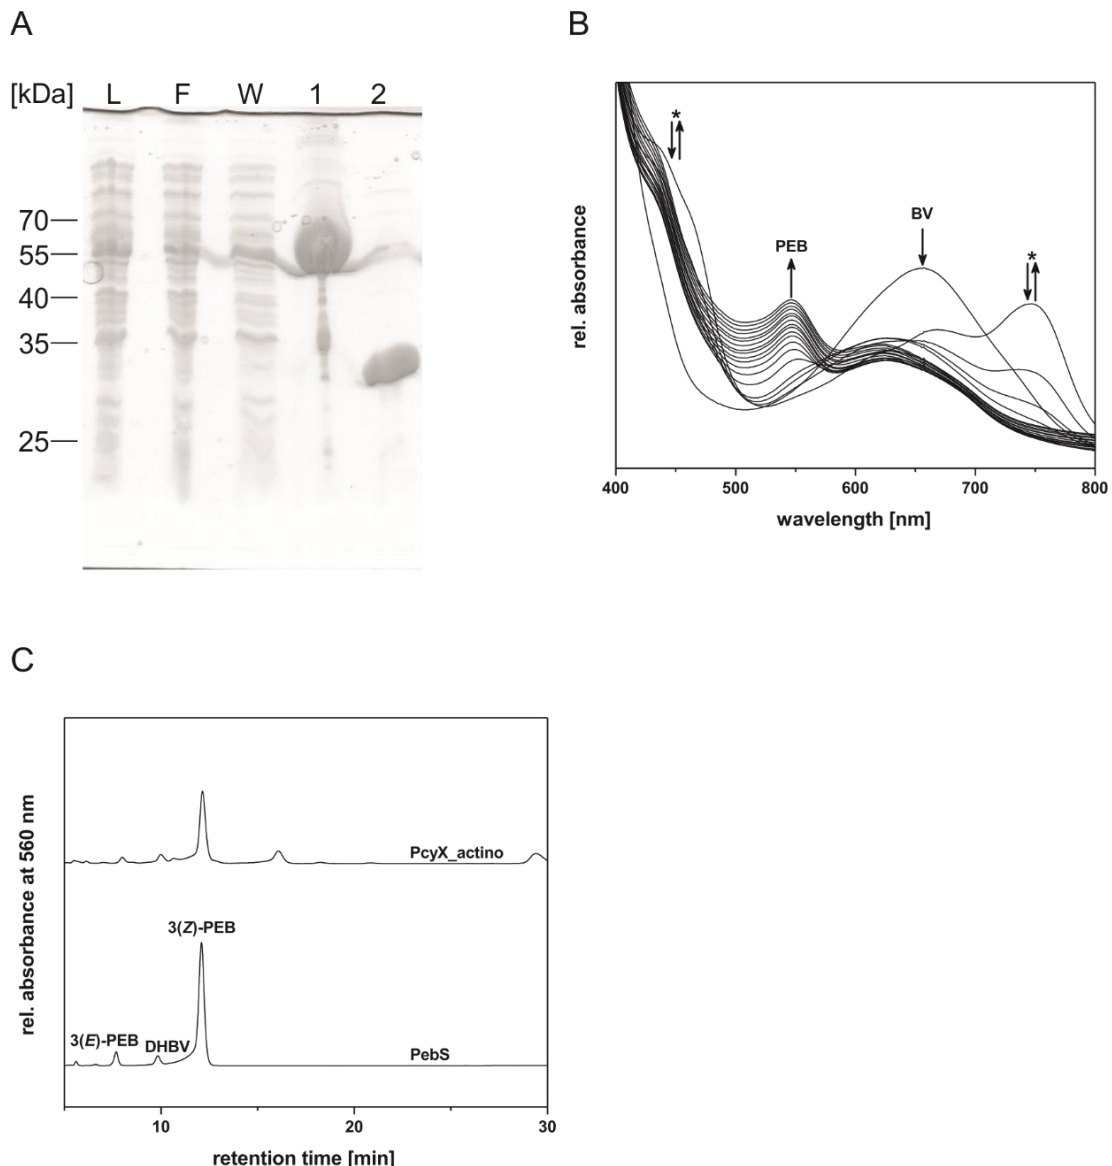 A
[kDa] L F W 1 2
70
55
40
35
25
B
rel. absorbance
*
PEB
BV
*
400 500 600 700 800
wavelength [nm]
C
rel. absorbance at 560 nm
PcyX_actino
3(Z)-PEB
3(E)-PEB
DHBV
PebS
10 20 30
retention time [min]